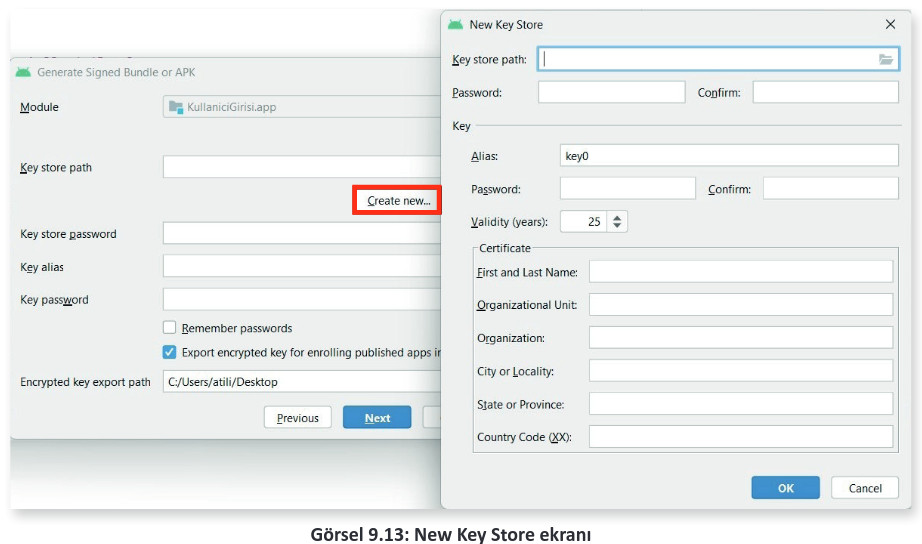 Generate Signed Bundle or APK
Module
KullaniciGirisi.app
Key store path
Create new...
Key store password
Key alias
Key password
Remember passwords
Export encrypted key for enrolling published apps
Encrypted key export path
C:/Users/atili/Desktop
Previous
Next
New Key Store
Key store path:
Password:
Confirm:
Key
Alias:
key0
Password:
Confirm:
Validity (years):
25
Certificate
First and Last Name:
Organizational Unit:
Organization:
City or Locality:
State or Province:
Country Code (XX):
OK
Cancel
Görsel 9.13: New Key Store ekranı